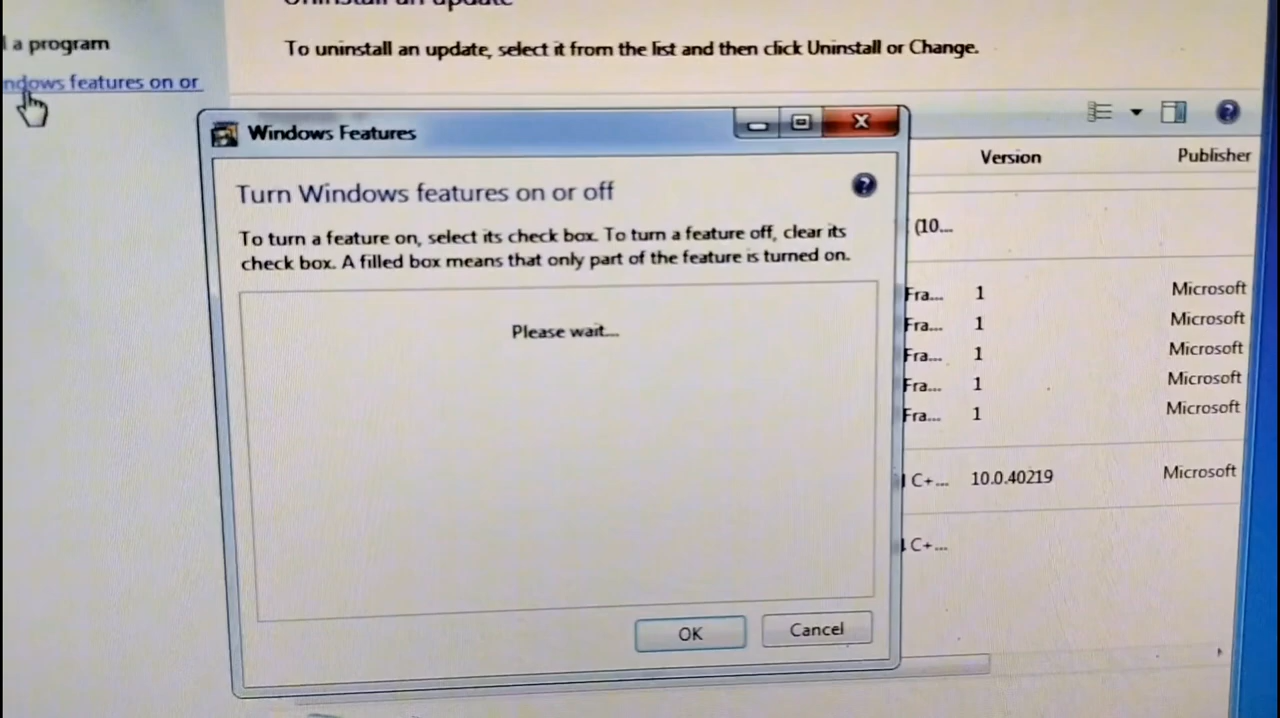 Uninstall an update
l a program
To uninstall an update, select it from the list and then click Uninstall or Change.
ndows features on or
Windows Features
Version
Publisher
Turn Windows features on or off
To turn a feature on, select its check box. To turn a feature off, clear its
check box. A filled box means that only part of the feature is turned on.
(10...
Please wait...
Fra... 1 Microsoft
Fra... 1 Microsoft
Fra... 1 Microsoft
Fra... 1 Microsoft
Fra... 1 Microsoft
C+... 10.0.40219 Microsoft
C+...
OK
Cancel